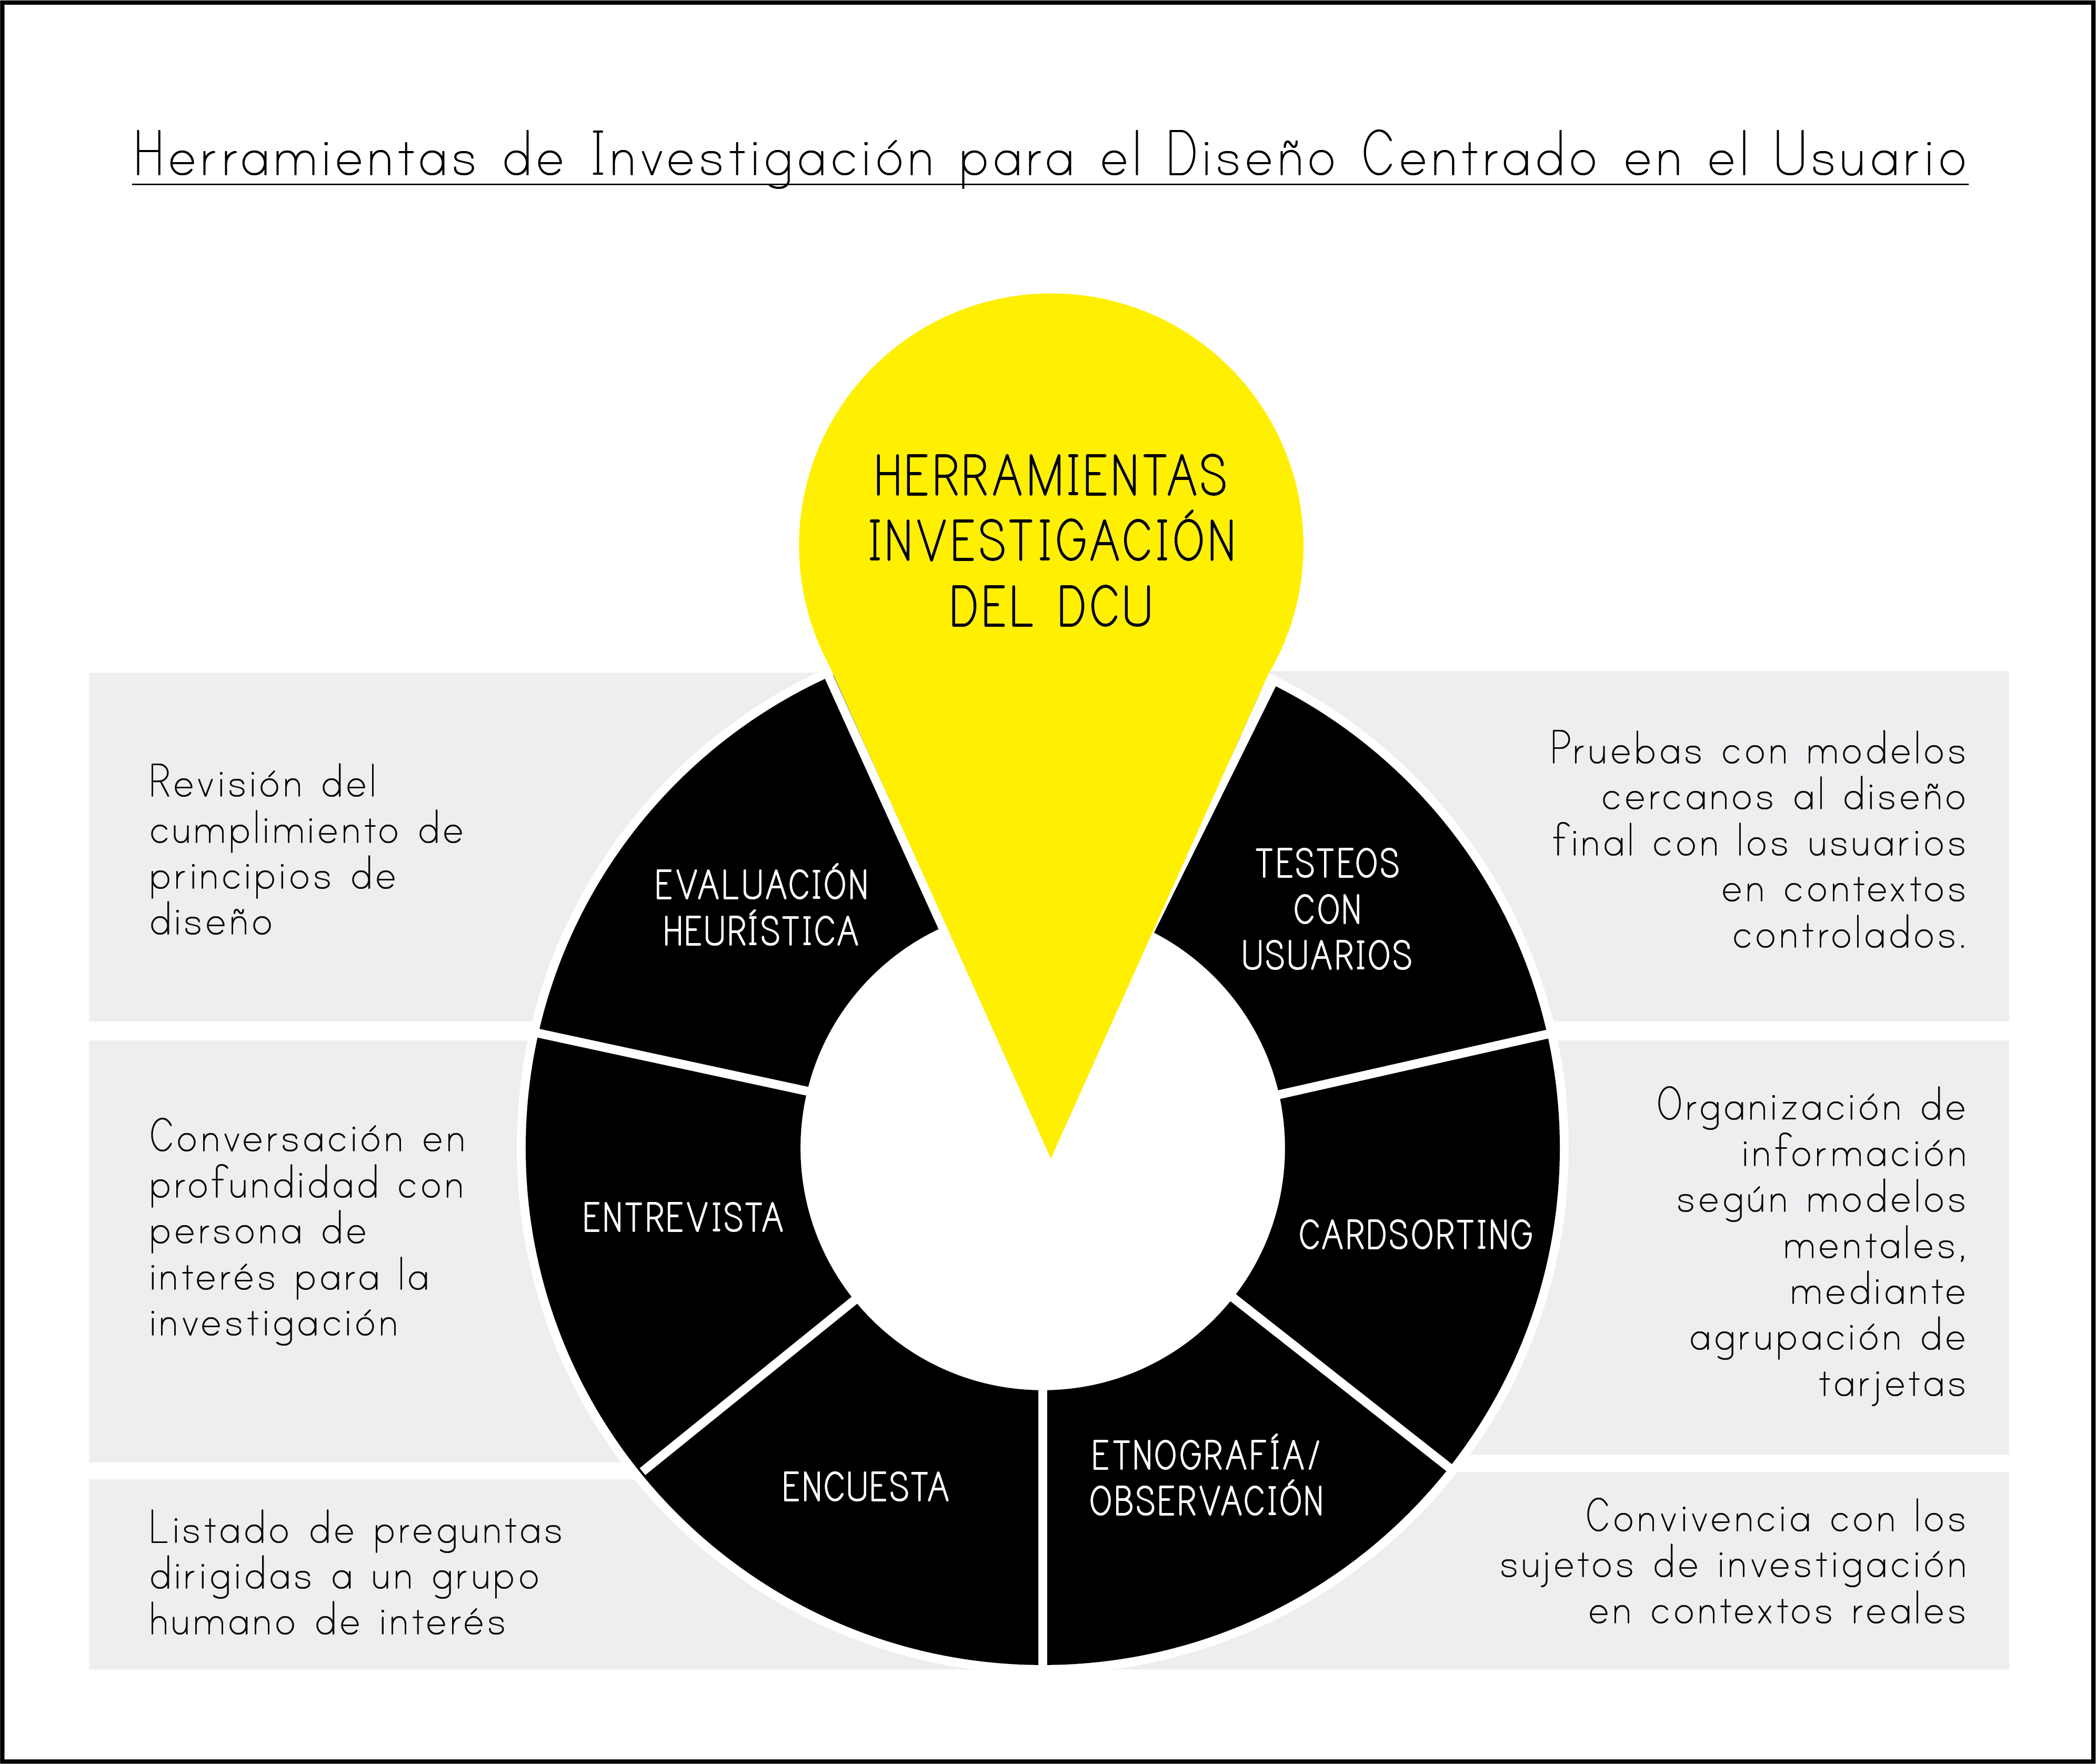 Herramientas de Investigación para el Diseño Centrado en el Usuario
HERRAMIENTAS
INVESTIGACIÓN
DEL DCU
Revisión del
cumplimiento de
principios de
diseño
EVALUACIÓN
HEURÍSTICA
TESTEOS
CON
USUARIOS
Pruebas con modelos
cercanos al diseño
final con los usuarios
en contextos
controlados.
Conversación en
profundidad con
persona de
interés para la
investigación
ENTREVISTA
CARDSORTING
Organización de
información
según modelos
mentales,
mediante
agrupación de
tarjetas
Listado de preguntas
dirigidas a un grupo
humano de interés
ENCUESTA
ETNOGRAFÍA/
OBSERVACIÓN
Convivencia con los
sujetos de investigación
en contextos reales